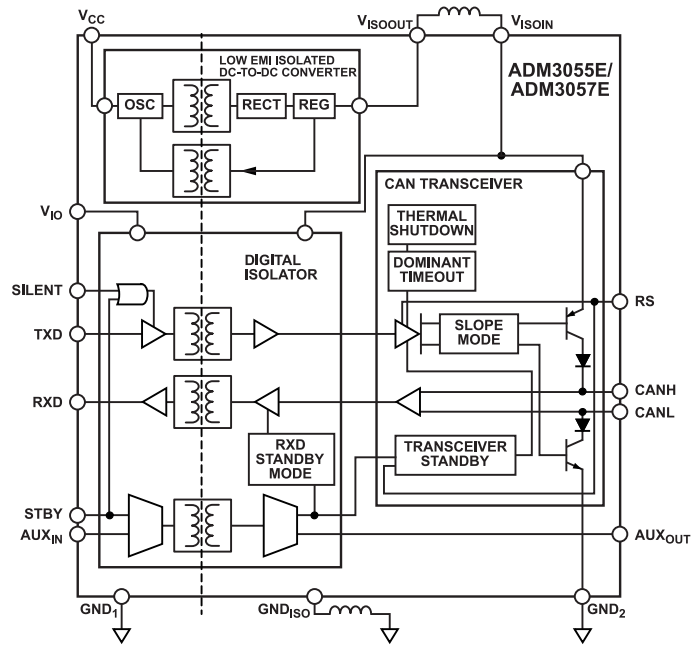 VCC
VISOOUT
VISOIN
LOW EMI ISOLATED
DC-TO-DC CONVERTER
ADM3055E/
ADM3057E
OSC
RECT
REG
CAN TRANSCEIVER
VIO
THERMAL
SHUTDOWN
DIGITAL
ISOLATOR
DOMINANT
TIMEOUT
SILENT
RS
TXD
SLOPE
MODE
RXD
CANH
CANL
RXD
STANDBY
MODE
TRANSCEIVER
STANDBY
STBY
AUXIN
AUXOUT
GND1
GNDISO
GND2